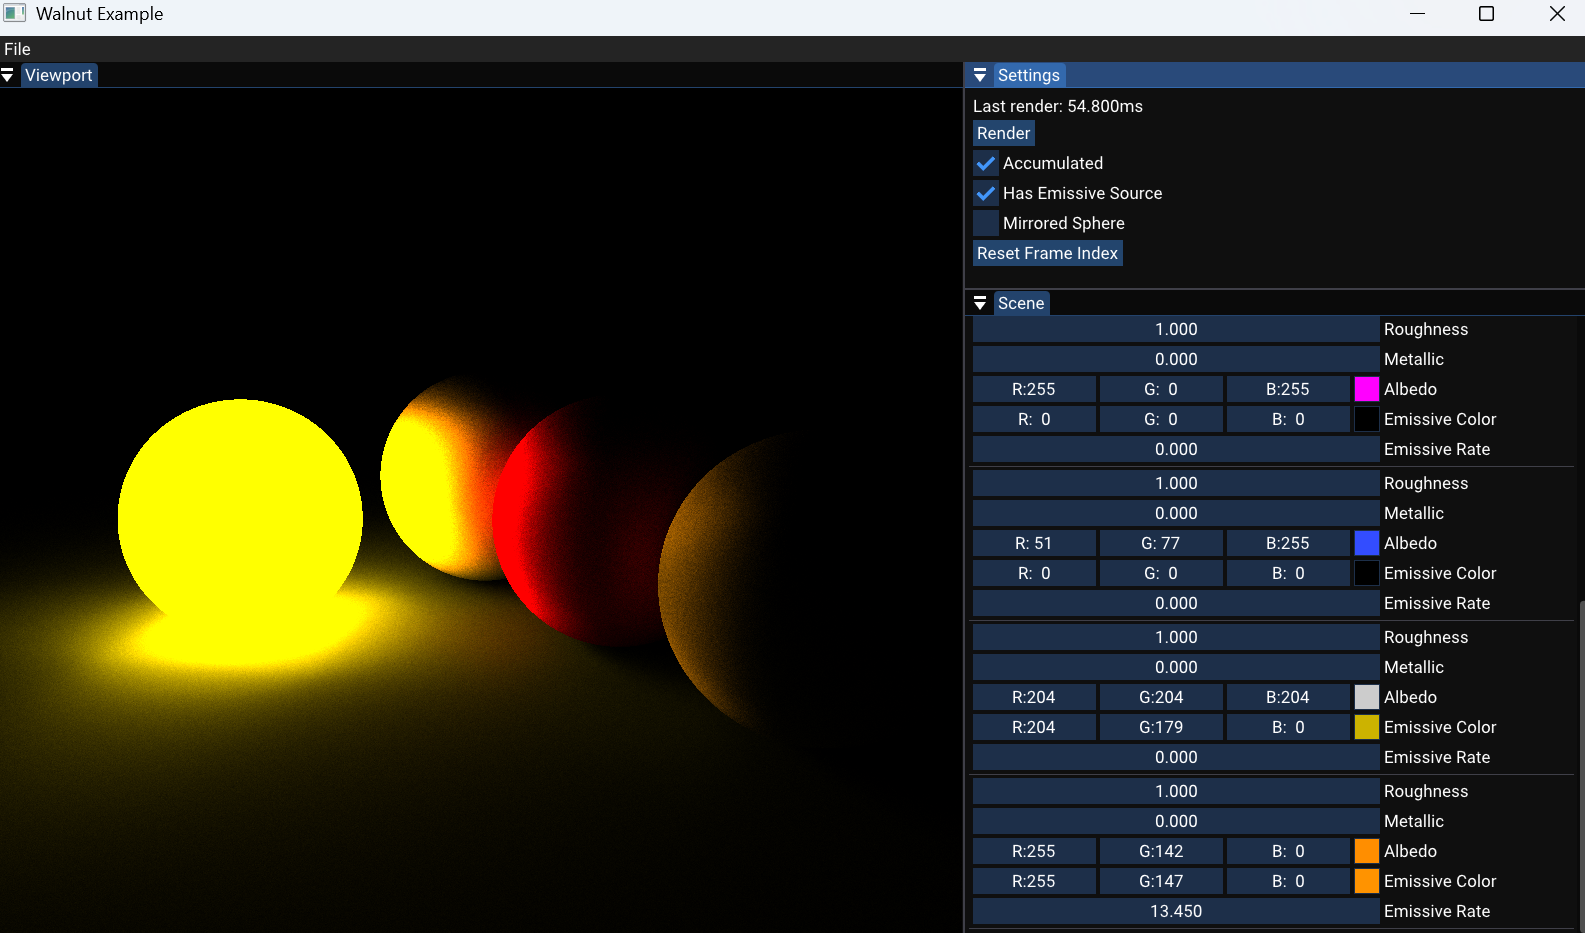 Walnut Example
File
Viewport
Settings
Last render: 54.800ms
Render
Accumulated
Has Emissive Source
Mirrored Sphere
Reset Frame Index
Scene
1.000 Roughness
0.000 Metallic
R:255 G: 0 B:255 Albedo
R: 0 G: 0 B: 0 Emissive Color
0.000 Emissive Rate
1.000 Roughness
0.000 Metallic
R: 51 G: 77 B:255 Albedo
R: 0 G: 0 B: 0 Emissive Color
0.000 Emissive Rate
1.000 Roughness
0.000 Metallic
R:204 G:204 B:204 Albedo
R:204 G:179 B: 0 Emissive Color
0.000 Emissive Rate
1.000 Roughness
0.000 Metallic
R:255 G:142 B: 0 Albedo
R:255 G:147 B: 0 Emissive Color
13.450 Emissive Rate